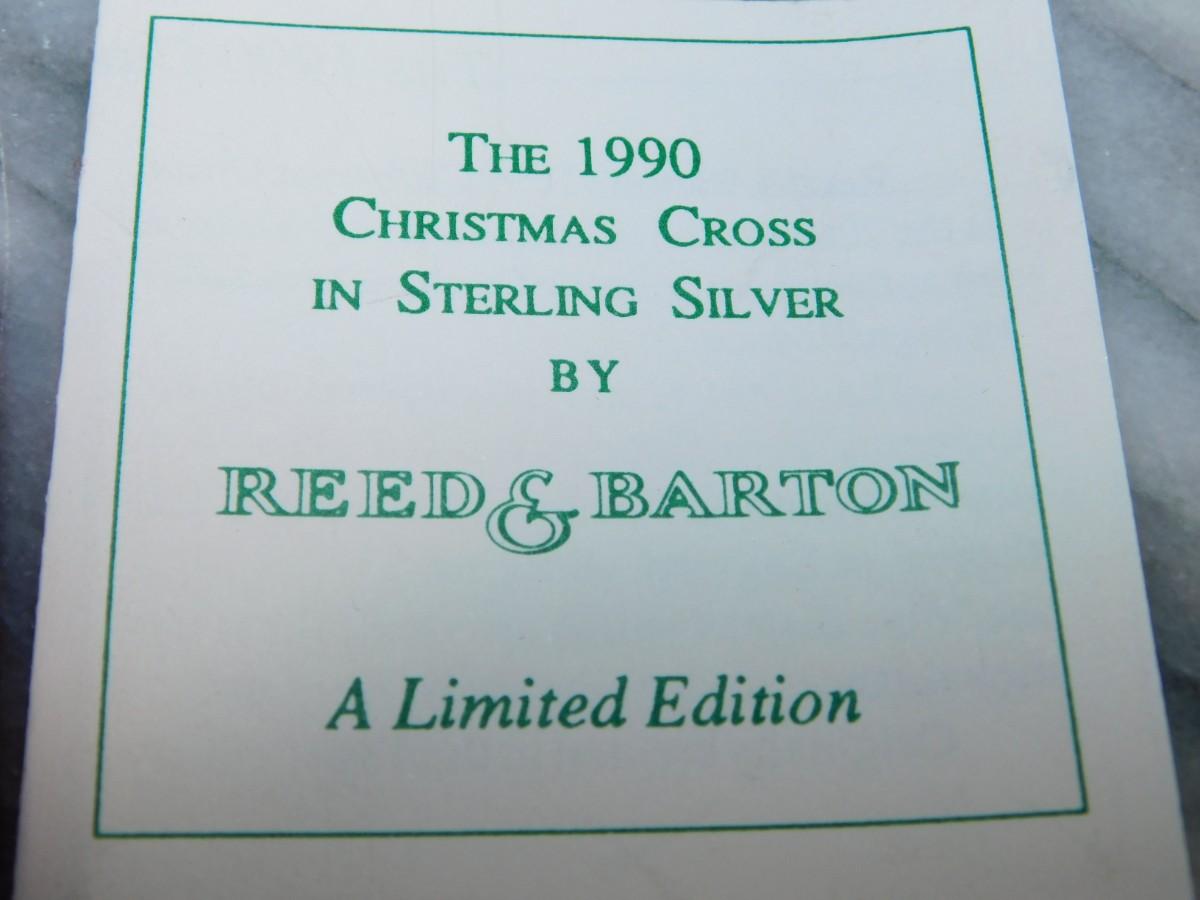 The 1990
Christmas Cross
in Sterling Silver
by
REED & BARTON
A Limited Edition